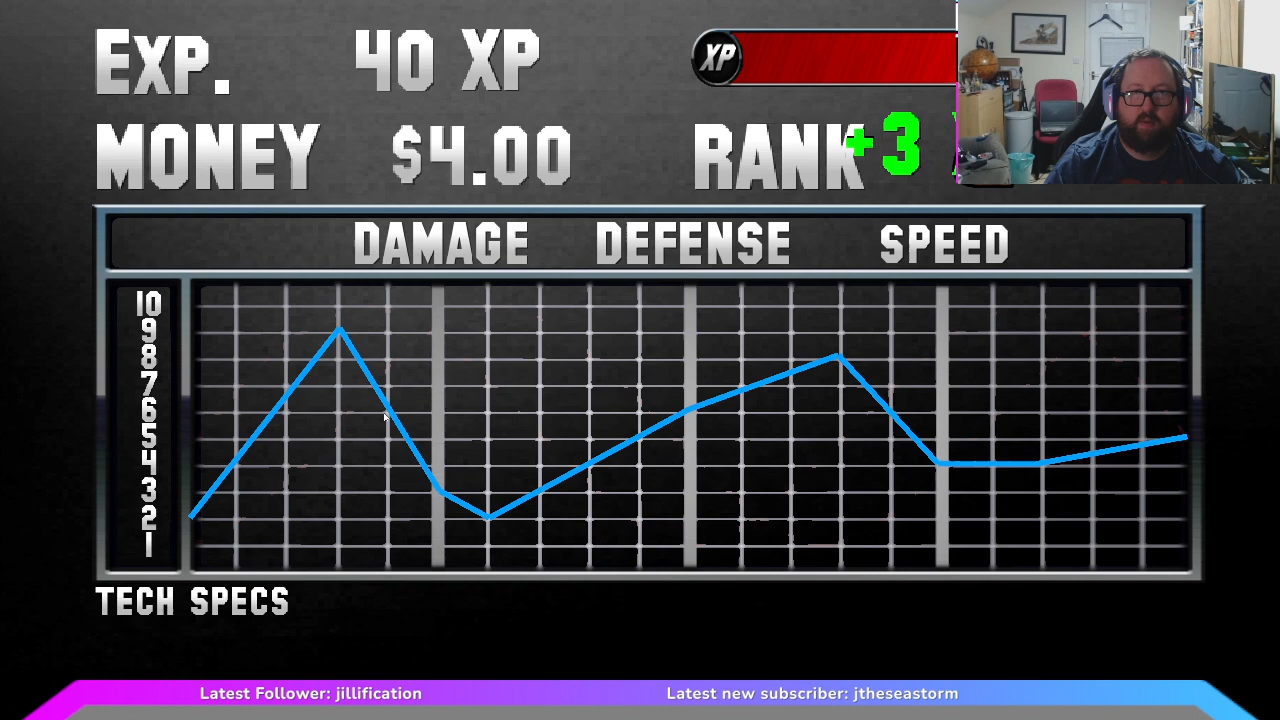 EXP. 40 XP XP
MONEY $4.00 RANK +3
DAMAGE DEFENSE SPEED
10
9
8
7
6
5
4
3
2
1
TECH SPECS
Latest Follower: jillification Latest new subscriber: jtheseastorm